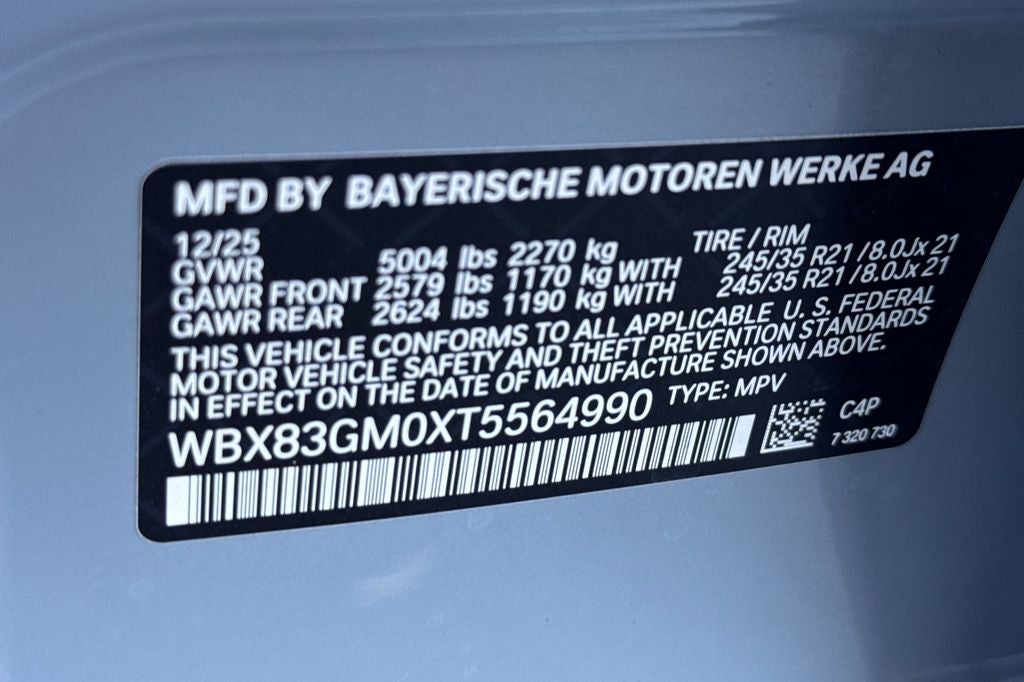 MFD BY BAYERISCHE MOTOREN WERKE AG
12/25 TIRE / RIM
GVWR 5004 lbs 2270 kg
GAWR FRONT 2579 lbs 1170 kg WITH 245/35 R21 /8.0Jx 21
GAWR REAR 2624 lbs 1190 kg WITH 245/35 R21 /8.0Jx 21
THIS VEHICLE CONFORMS TO ALL APPLICABLE U. S. FEDERAL
MOTOR VEHICLE SAFETY AND THEFT PREVENTION STANDARDS
IN EFFECT ON THE DATE OF MANUFACTURE SHOWN ABOVE.
WBX83GM0XT5564990 TYPE: MPV
C4P
7 320 730